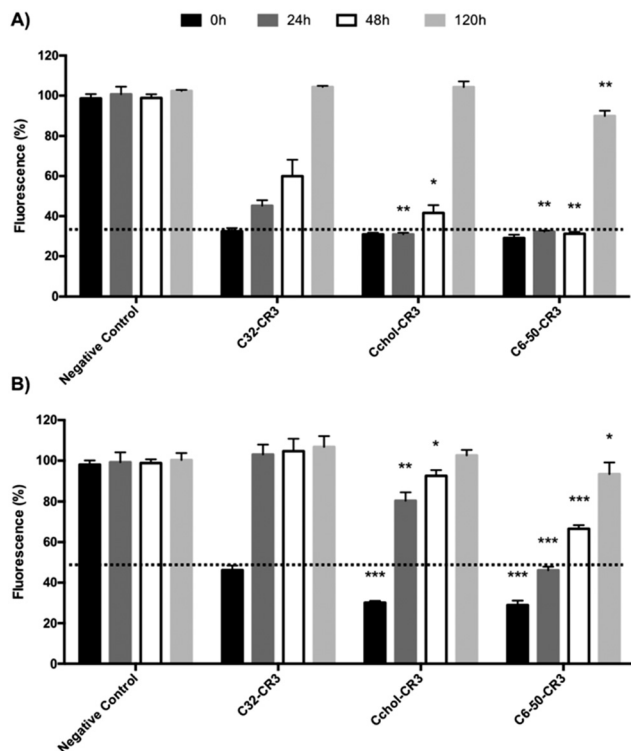 A)
0h 24h 48h 120h
120
100
80
60
40
20
0
Fluorescence (%)
** * ** ** **
Negative Control C32-CR3 Cchol-CR3 C6-50-CR3
B)
120
100
80
60
40
20
0
Fluorescence (%)
*** ** * *** *** *** *
Negative Control C32-CR3 Cchol-CR3 C6-50-CR3